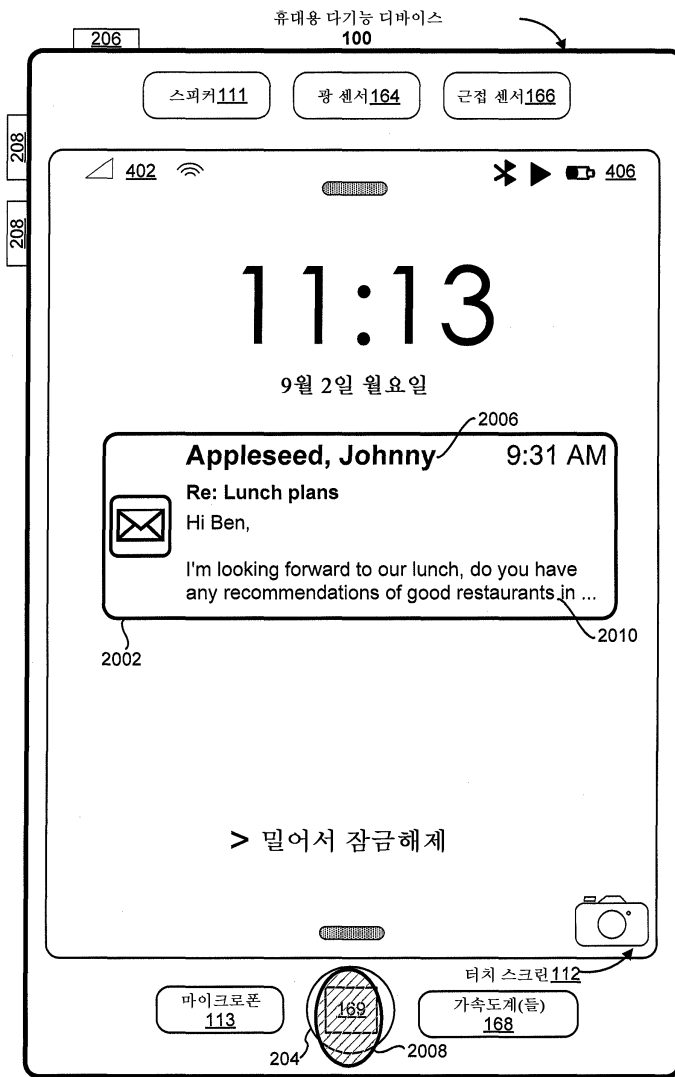 휴대용 다기능 디바이스
100
206
스피커111
광 센서164
근접 센서166
208
208
402
406
11:13
9월 2일 월요일
2006
Appleseed, Johnny
9:31 AM
Re: Lunch plans
Hi Ben,
I'm looking forward to our lunch, do you have
any recommendations of good restaurants in ...
2010
2002
> 밀어서 잠금해제
터치 스크린112
마이크로폰
113
169
가속도계(들)
168
204
2008